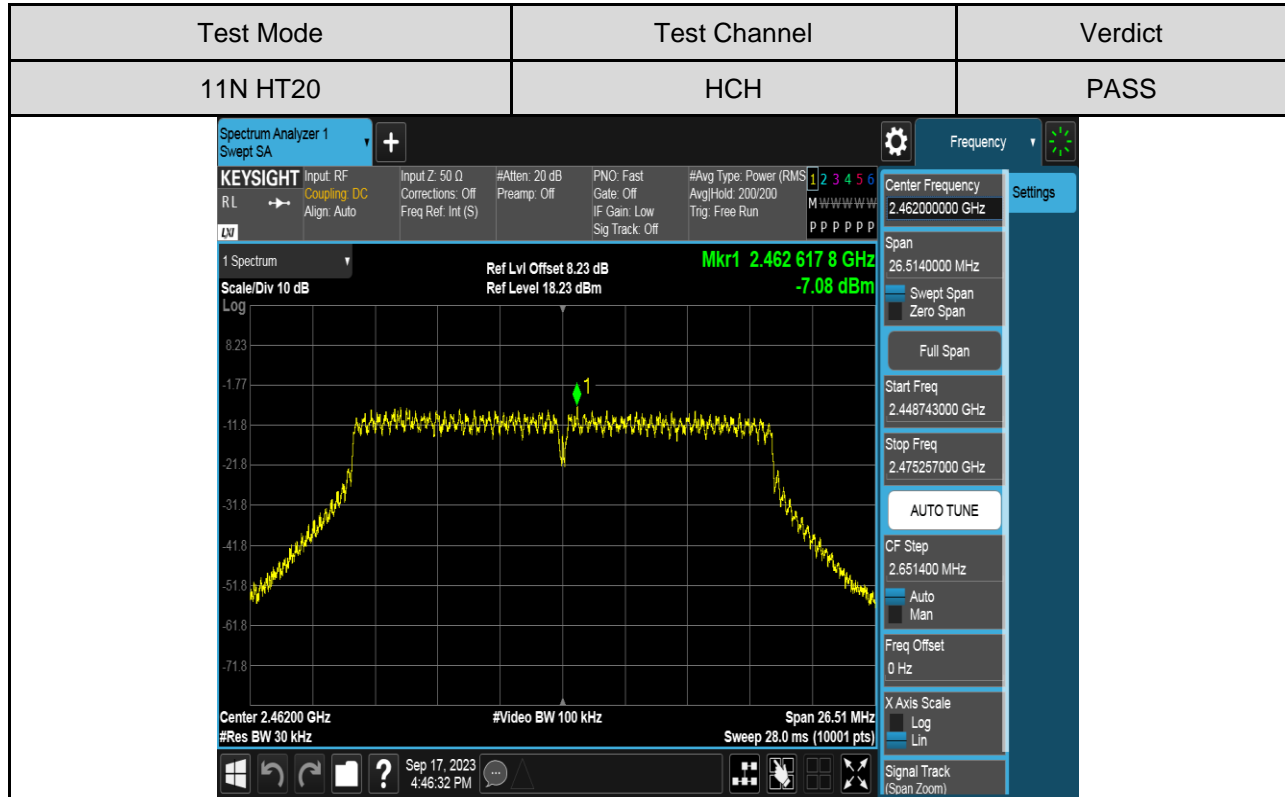 Test Mode Test Channel Verdict
11N HT20 HCH PASS
Spectrum Analyzer 1
Swept SA
+
Frequency
KEYSIGHT
RL
LXI
Input: RF
Coupling: DC
Align: Auto
Input Z: 50 Ω
Corrections: Off
Freq Ref: Int (S)
#Atten: 20 dB
Preamp: Off
PNO: Fast
Gate: Off
IF Gain: Low
Sig Track: Off
#Avg Type: Power (RMS
Avg|Hold: 200/200
Trig: Free Run
1 2 3 4 5 6
M W W W W W
P P P P P P
1 Spectrum
Scale/Div 10 dB
Log
Ref Lvl Offset 8.23 dB
Ref Level 18.23 dBm
Mkr1 2.462 617 8 GHz
-7.08 dBm
8.23
-1.77
-11.8
-21.8
-31.8
-41.8
-51.8
-61.8
-71.8
1
Center 2.46200 GHz
#Res BW 30 kHz
#Video BW 100 kHz
Span 26.51 MHz
Sweep 28.0 ms (10001 pts)
Center Frequency
2.462000000 GHz
Settings
Span
26.5140000 MHz
Swept Span
Zero Span
Full Span
Start Freq
2.448743000 GHz
Stop Freq
2.475257000 GHz
AUTO TUNE
CF Step
2.651400 MHz
Auto
Man
Freq Offset
0 Hz
X Axis Scale
Log
Lin
Signal Track
(Span Zoom)
?
Sep 17, 2023
4:46:32 PM